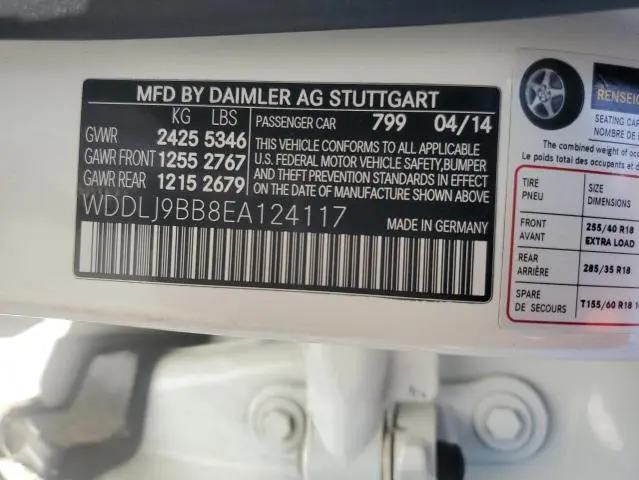 MFD BY DAIMLER AG STUTTGART
KG LBS
GVWR 2425 5346
GAWR FRONT 1255 2767
GAWR REAR 1215 2679
PASSENGER CAR 799 04/14
THIS VEHICLE CONFORMS TO ALL APPLICABLE
U.S. FEDERAL MOTOR VEHICLE SAFETY, BUMPER
AND THEFT PREVENTION STANDARDS IN EFFECT
ON THE DATE OF MANUFACTURE SHOWN ABOVE
WDDLJ9BB8EA124117
MADE IN GERMANY
RENSEIG
SEATING CAP
NOMBRE DE
The combined weight of occ
Le poids total des occupants et d
TIRE SIZE
PNEU DIMENSIONS
FRONT 255/40 R18
AVANT EXTRA LOAD
REAR 285/35 R18
ARRIÈRE
SPARE T155/60 R18
DE SECOURS